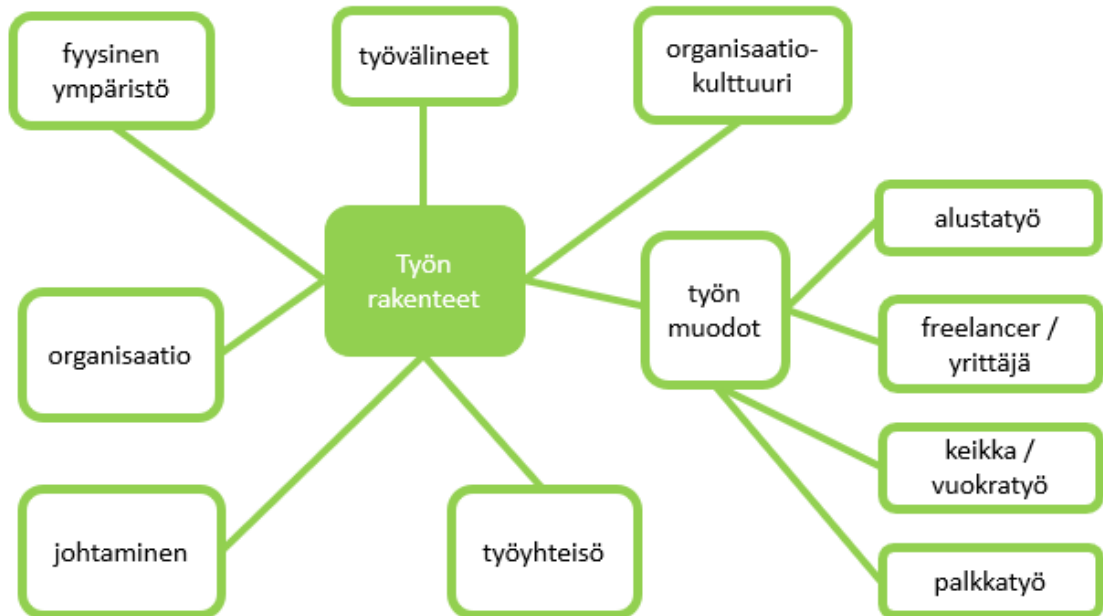 fyysinen
ympäristö
työvälineet
organisaatio-
kulttuuri
Työn
rakenteet
organisaatio
johtaminen
työyhteisö
työn
muodot
alustatyö
freelancer /
yrittäjä
keikka /
vuokratyö
palkkatyö